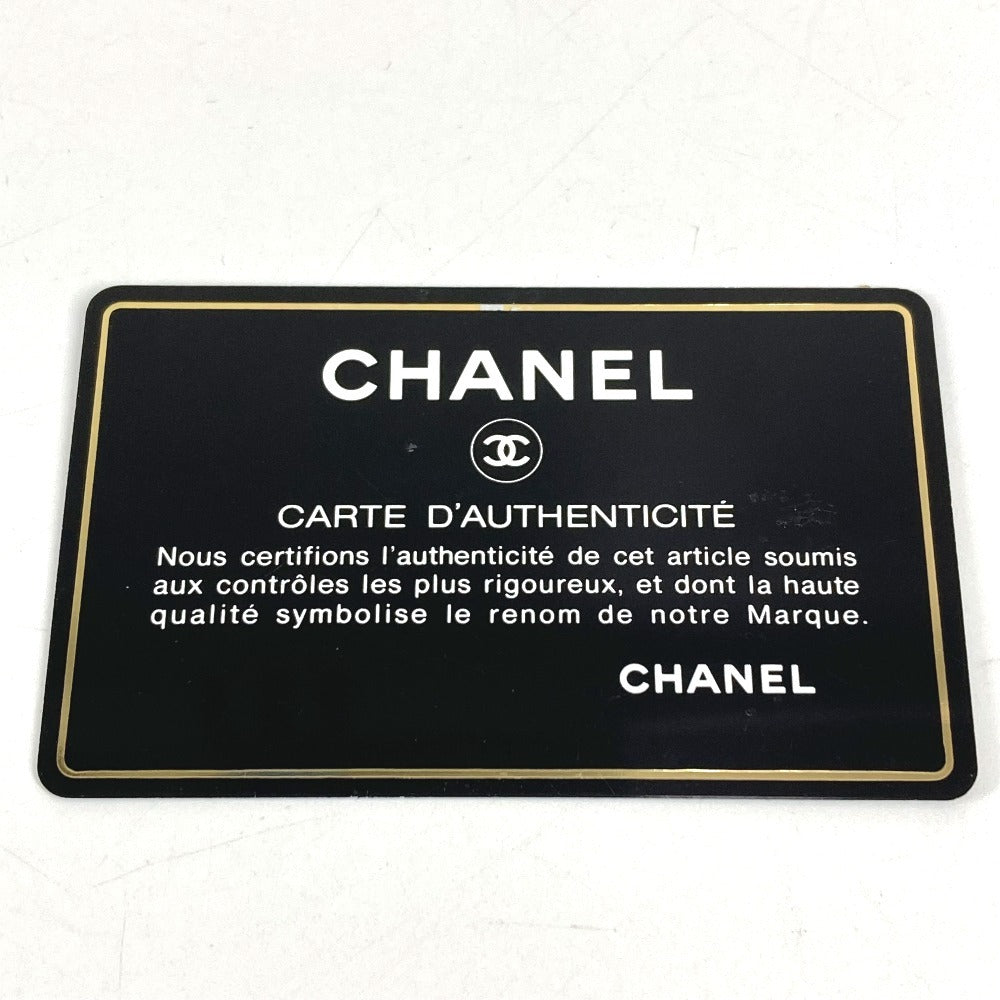 CHANEL
CARTE D'AUTHENTICITÉ
Nous certifions l'authenticité de cet article soumis
aux contrôles les plus rigoureux, et dont la haute
qualité symbolise le renom de notre Marque.
CHANEL